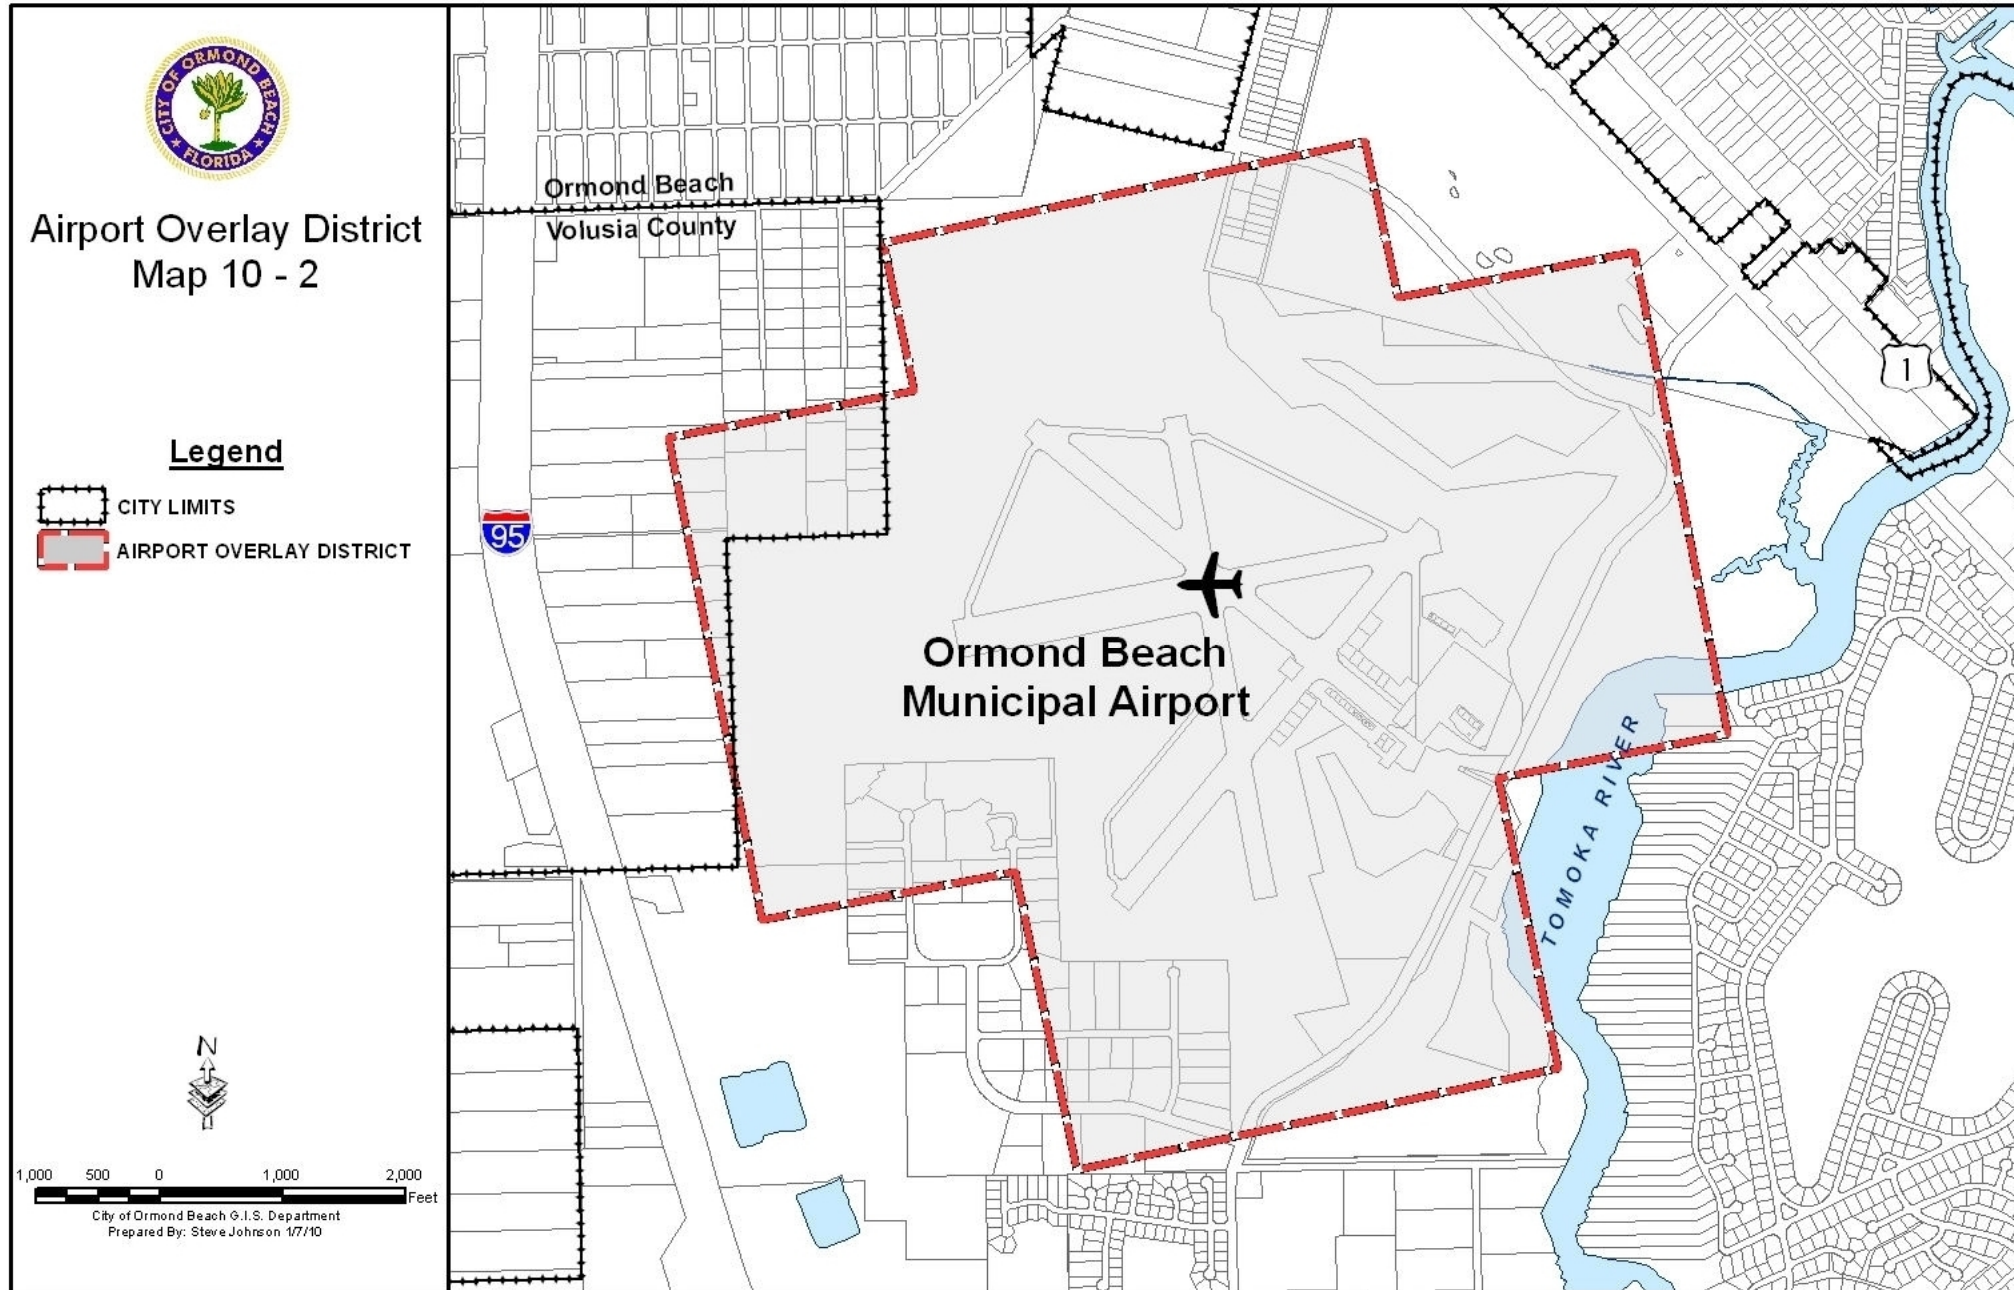 CITY OF ORMOND BEACH
FLORIDA
Airport Overlay District
Map 10 - 2
Legend
CITY LIMITS
AIRPORT OVERLAY DISTRICT
N
1,000 500 0 1,000 2,000
Feet
City of Ormond Beach G.I.S. Department
Prepared By: Steve Johnson 1/7/10
Ormond Beach
Volusia County
95
1
Ormond Beach
Municipal Airport
TOMOKA RIVER